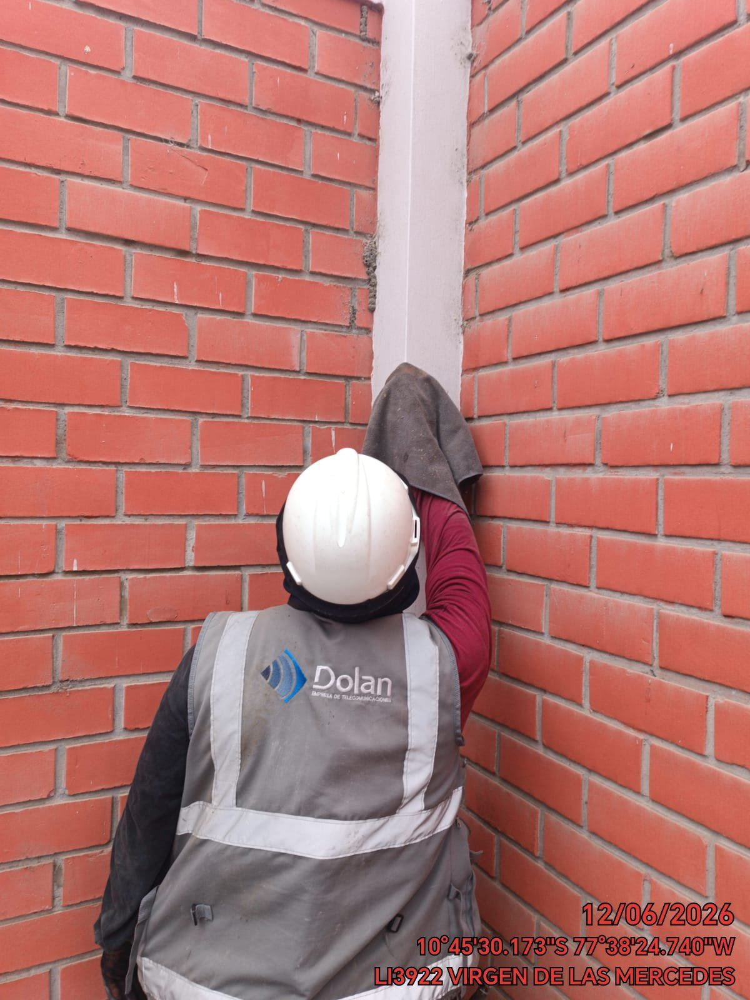 Dolan
EMPRESA DE TELECOMUNICACIONES
12/06/2026
10°45'30.173"S 77°38'24.740"W
LI3922 VIRGEN DE LAS MERCEDES